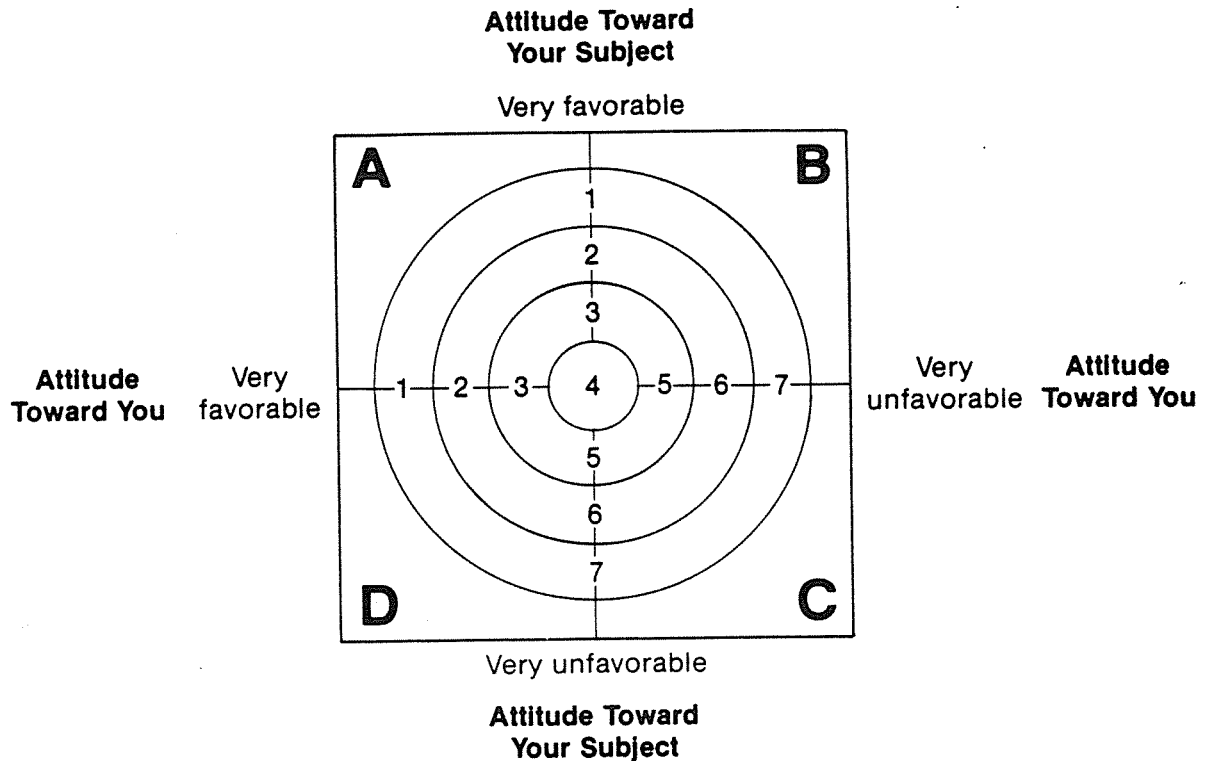 Attitude Toward
Your Subject
Very favorable
A
B
1
2
3
Attitude
Toward You
Very
favorable
1 2 3 4 5 6 7
Very
unfavorable
Attitude
Toward You
5
6
7
D
C
Very unfavorable
Attitude Toward
Your Subject